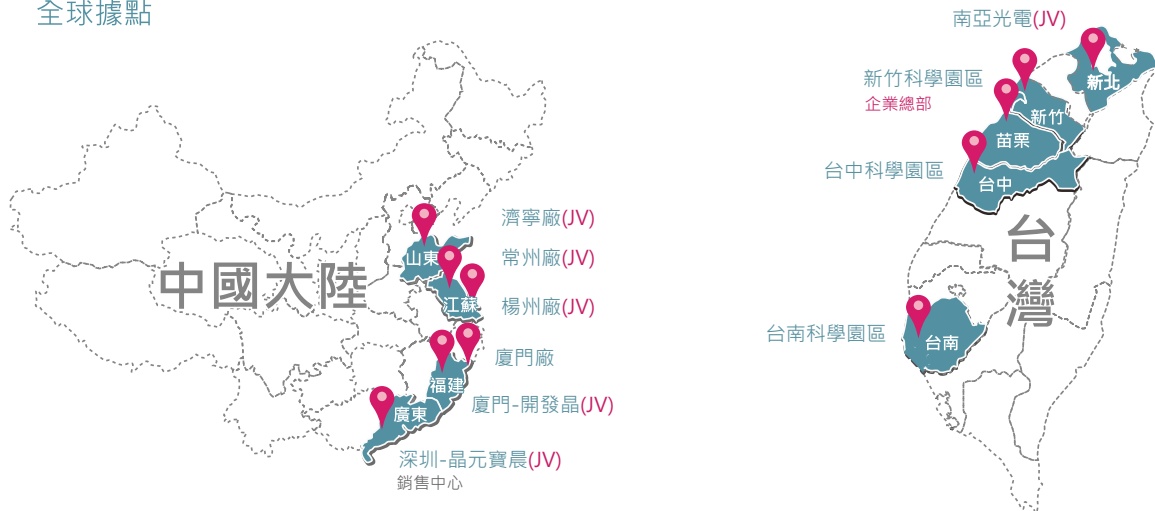 全球據點
中國大陸
山東
江蘇
福建
廣東
濟寧廠(JV)
常州廠(JV)
楊州廠(JV)
廈門廠
廈門-開發晶(JV)
深圳-晶元寶晨(JV)
銷售中心
南亞光電(JV)
新北
新竹科學園區
企業總部
新竹
苗栗
台中科學園區
台中
台灣
台南科學園區
台南